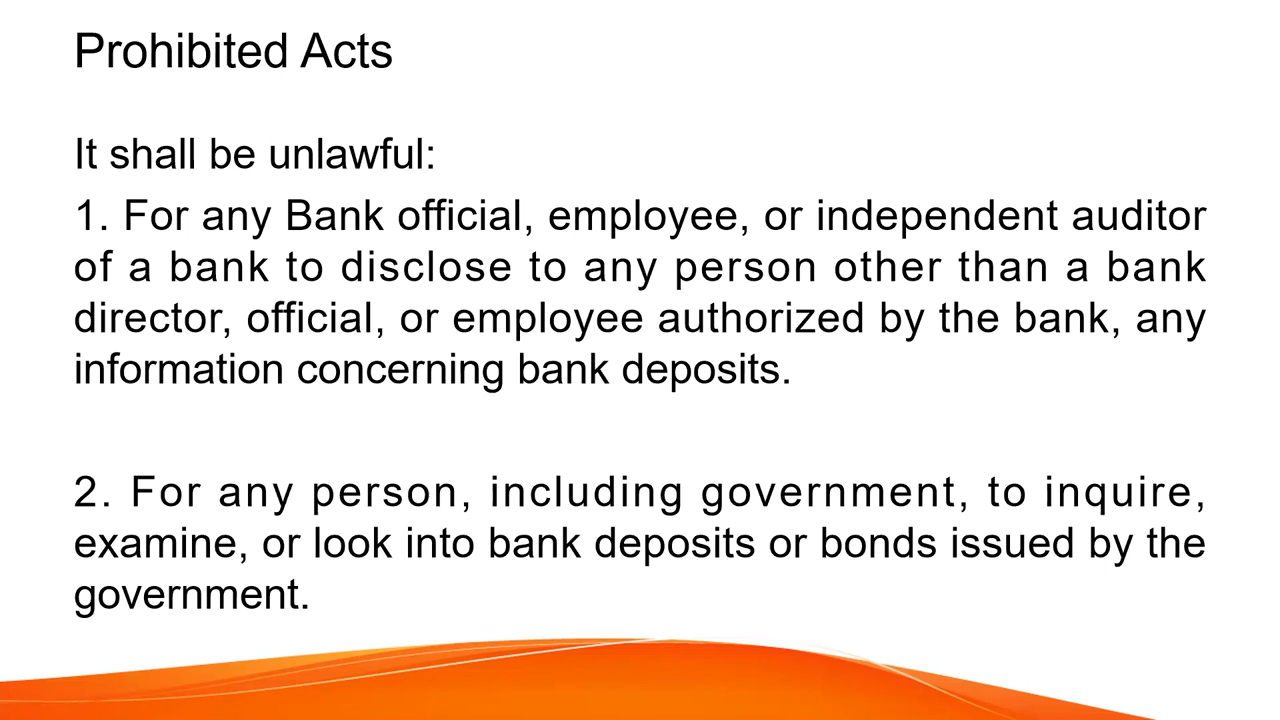 Prohibited Acts
It shall be unlawful:
1. For any Bank official, employee, or independent auditor
of a bank to disclose to any person other than a bank
director, official, or employee authorized by the bank, any
information concerning bank deposits.
2. For any person, including government, to inquire,
examine, or look into bank deposits or bonds issued by the
government.